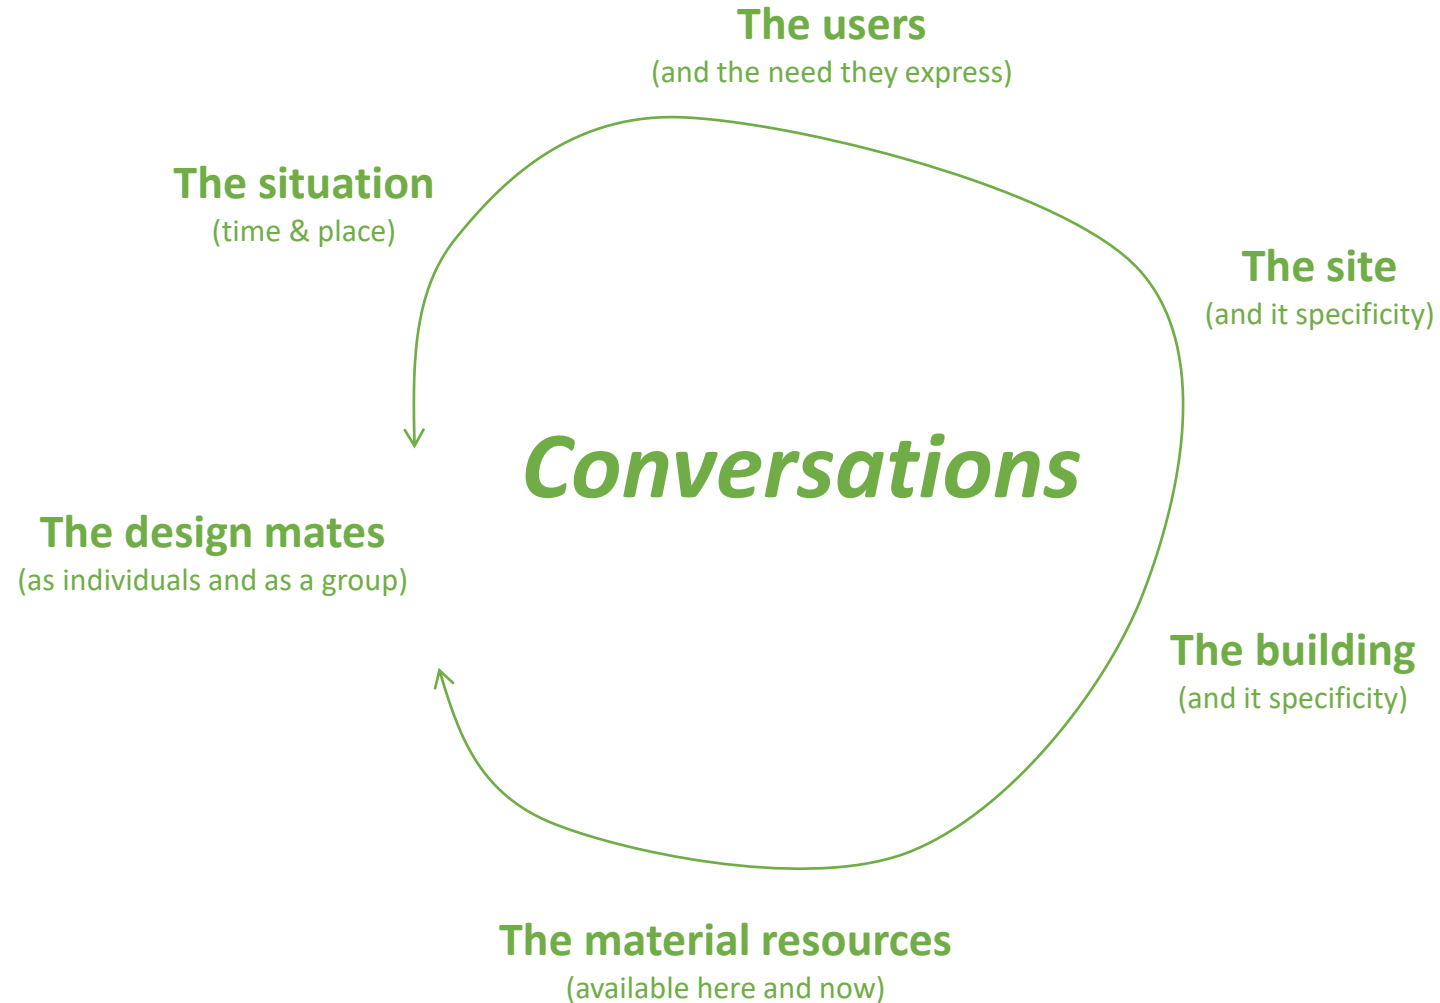 The users
(and the need they express)
The situation
(time & place)
The site
(and it specificity)
Conversations
The design mates
(as individuals and as a group)
The building
(and it specificity)
The material resources
(available here and now)